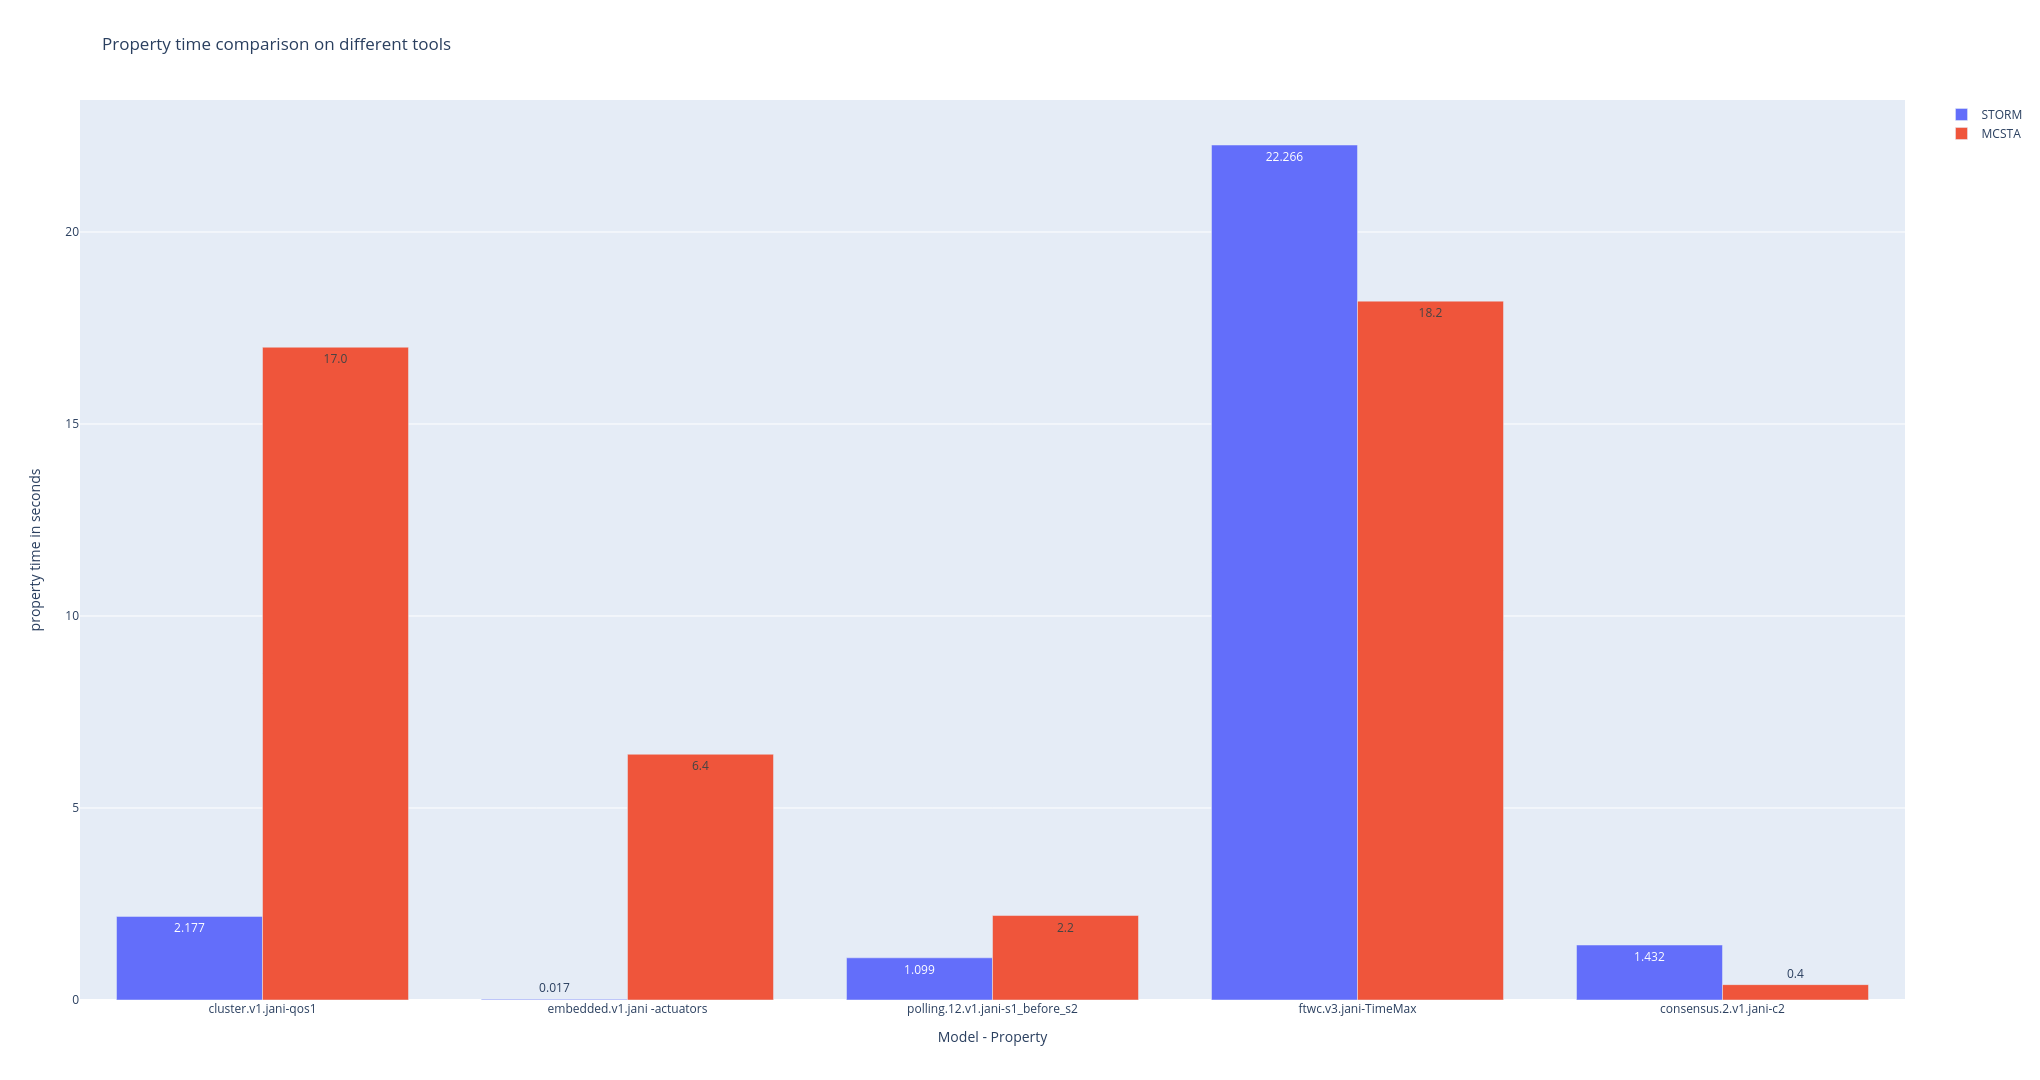 Property time comparison on different tools
STORM
MCSTA
property time in seconds
20
15
10
5
0
2.177
17.0
0.017
6.4
1.099
2.2
22.266
18.2
1.432
0.4
cluster.v1.jani-qos1
embedded.v1.jani -actuators
polling.12.v1.jani-s1_before_s2
ftwc.v3.jani-TimeMax
consensus.2.v1.jani-c2
Model - Property